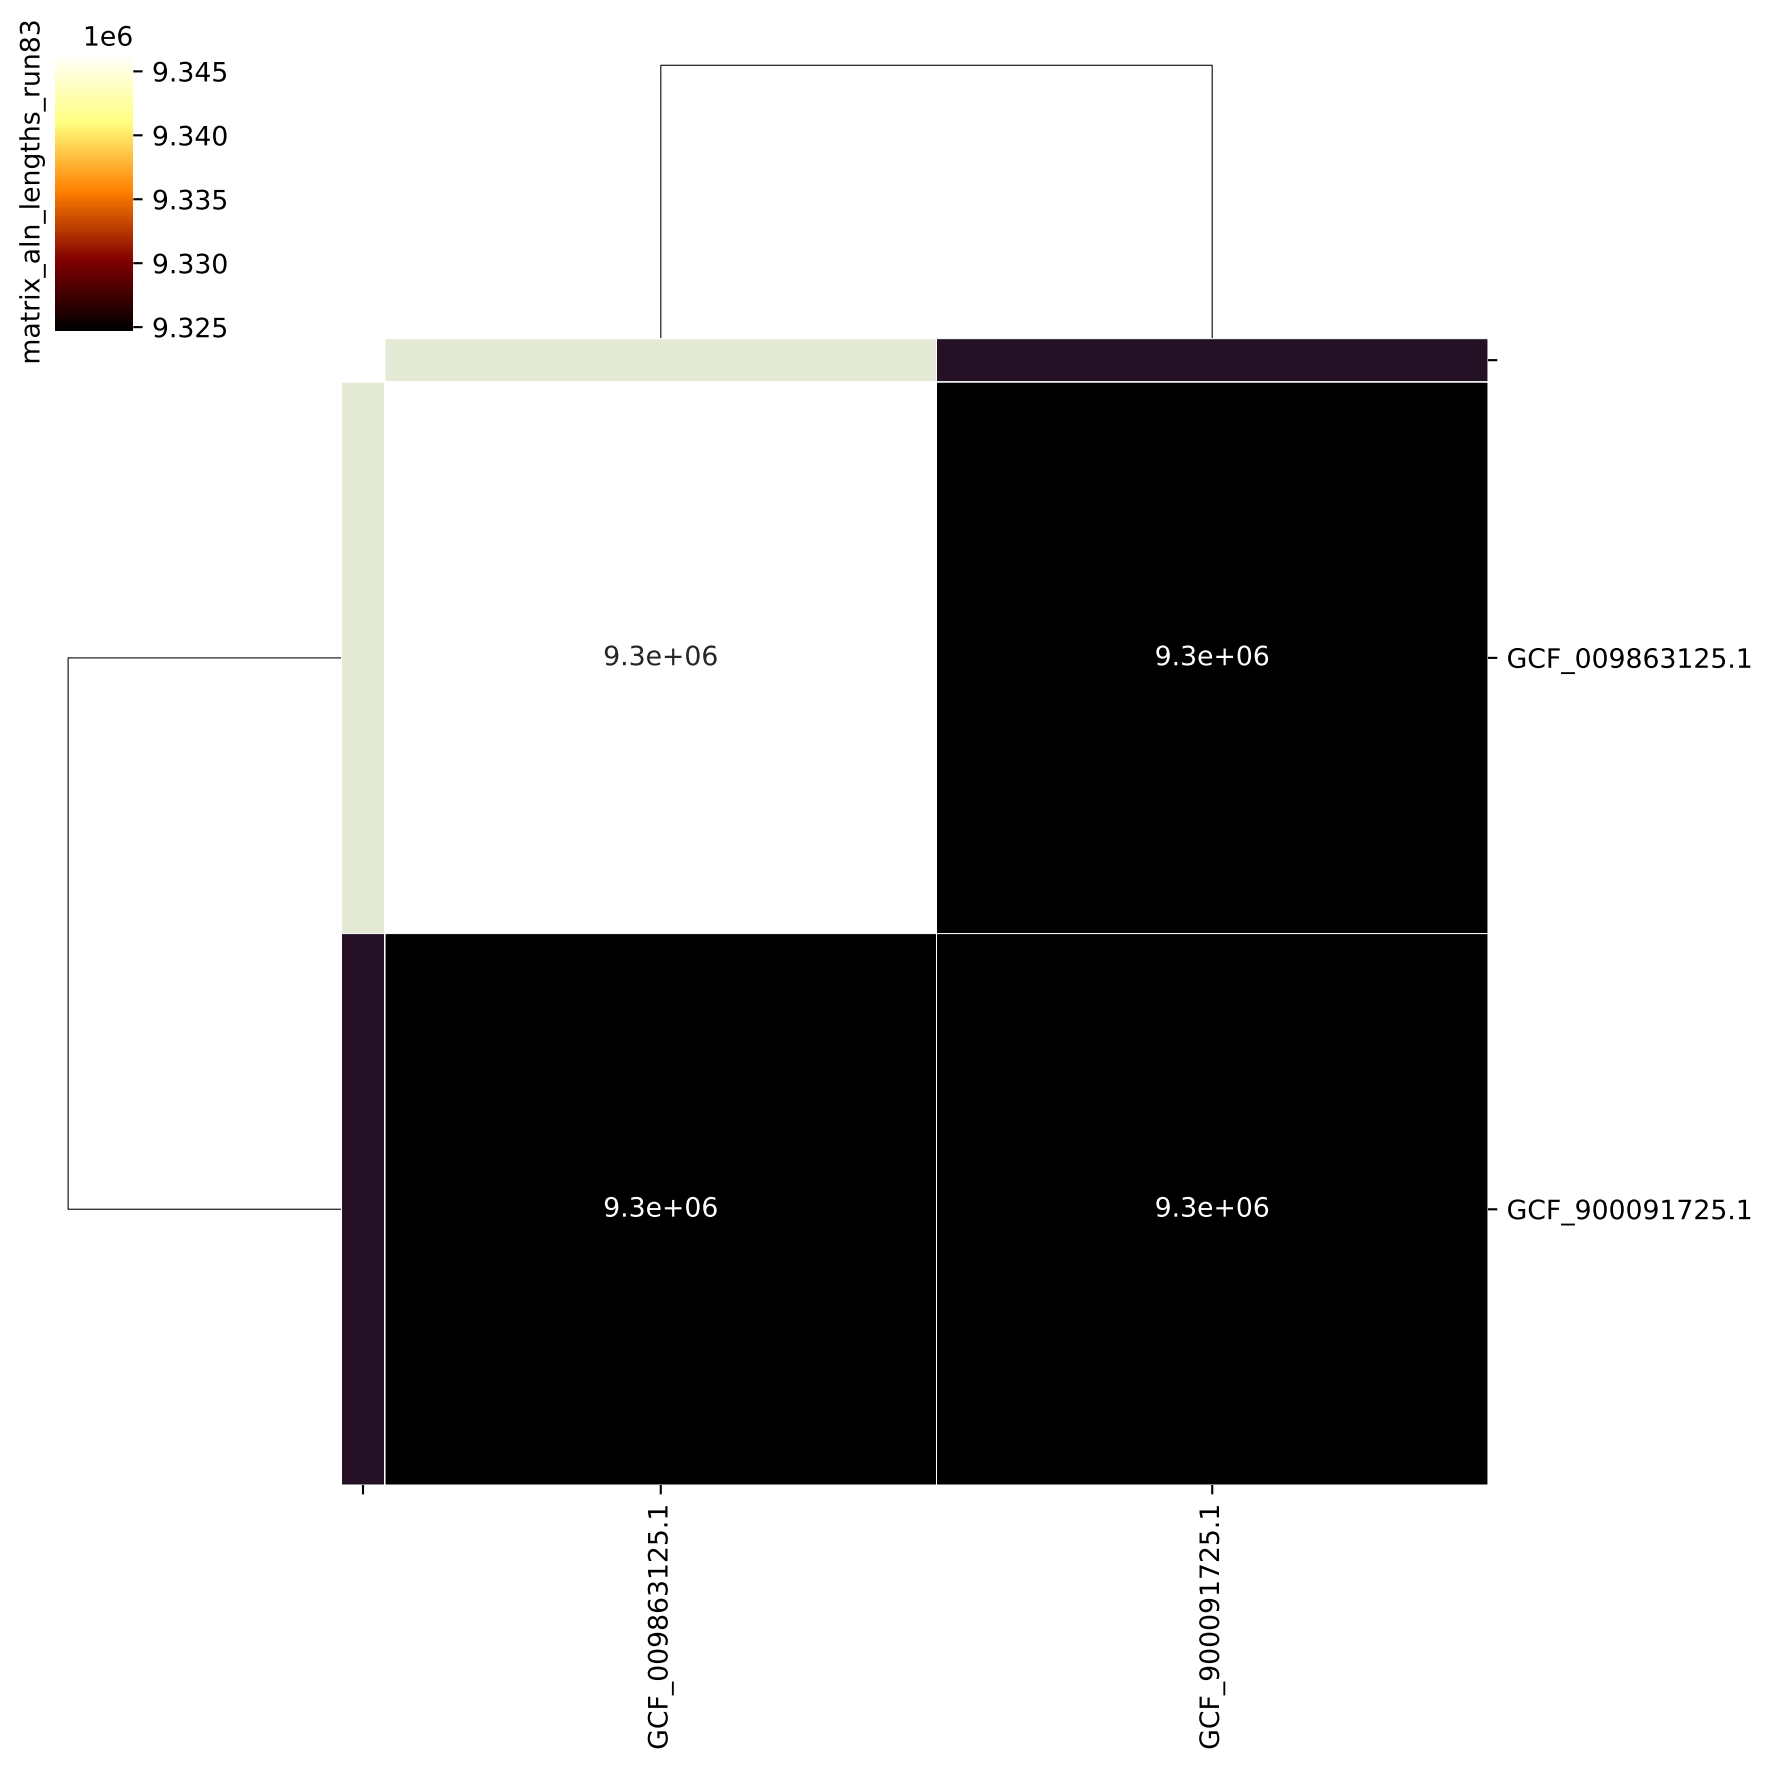 matrix_aln_lengths_run83
1e6
9.345
9.340
9.335
9.330
9.325
9.3e+06 9.3e+06
GCF_009863125.1
9.3e+06 9.3e+06
GCF_900091725.1
GCF_009863125.1
GCF_900091725.1